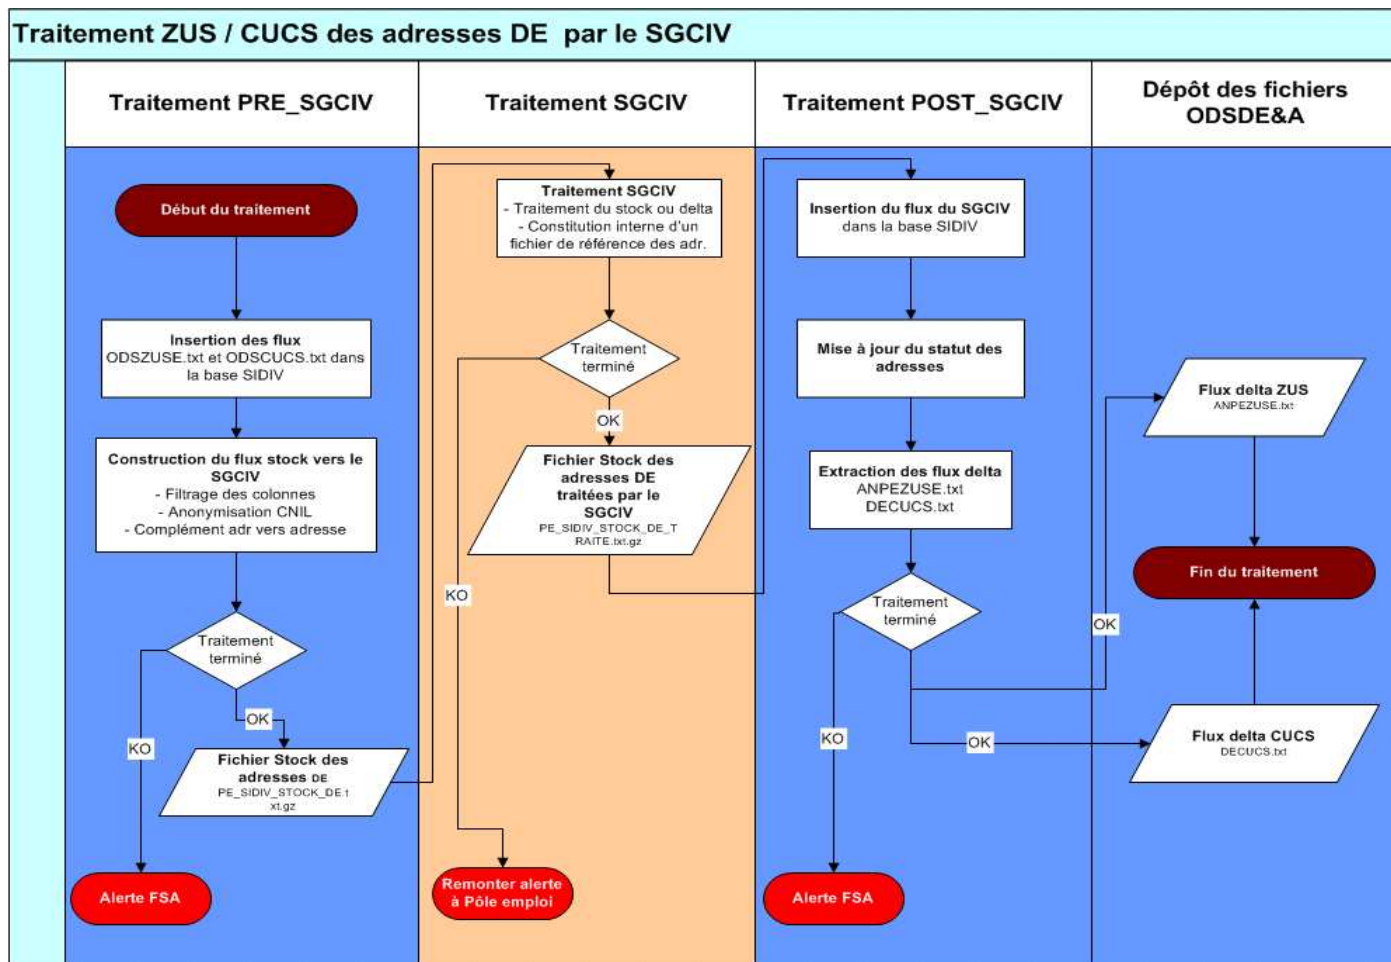 Traitement ZUS / CUCS des adresses DE par le SGCIV
Traitement PRE_SGCIV
Traitement SGCIV
Traitement POST_SGCIV
Dépôt des fichiers
ODSDE&A
Début du traitement
Insertion des flux
ODSZUSE.txt et ODSCUCS.txt dans
la base SIDIV
Construction du flux stock vers le
SGCIV
- Filtrage des colonnes
- Anonymisation CNIL
- Complément adr vers adresse
Traitement
terminé
OK
KO
Fichier Stock des
adresses DE
PE_SIDIV_STOCK_DE.t
xt.gz
Alerte FSA
Traitement SGCIV
- Traitement du stock ou delta
- Constitution interne d'un
fichier de référence des adr.
Traitement
terminé
OK
KO
Fichier Stock des
adresses DE
traitées par le
SGCIV
PE_SIDIV_STOCK_DE_T
RAITE.txt.gz
Remonter alerte
à Pôle emploi
Insertion du flux du SGCIV
dans la base SIDIV
Mise à jour du statut des
adresses
Extraction des flux delta
ANPEZUSE.txt
DECUCS.txt
Traitement
terminé
KO
OK
OK
Alerte FSA
Flux delta ZUS
ANPEZUSE.txt
Fin du traitement
Flux delta CUCS
DECUCS.txt